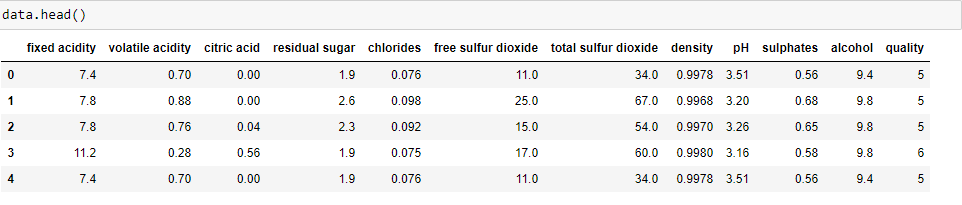 data.head()
fixed acidity volatile acidity citric acid residual sugar chlorides free sulfur dioxide total sulfur dioxide density pH sulphates alcohol quality
0 7.4 0.70 0.00 1.9 0.076 11.0 34.0 0.9978 3.51 0.56 9.4 5
1 7.8 0.88 0.00 2.6 0.098 25.0 67.0 0.9968 3.20 0.68 9.8 5
2 7.8 0.76 0.04 2.3 0.092 15.0 54.0 0.9970 3.26 0.65 9.8 5
3 11.2 0.28 0.56 1.9 0.075 17.0 60.0 0.9980 3.16 0.58 9.8 6
4 7.4 0.70 0.00 1.9 0.076 11.0 34.0 0.9978 3.51 0.56 9.4 5